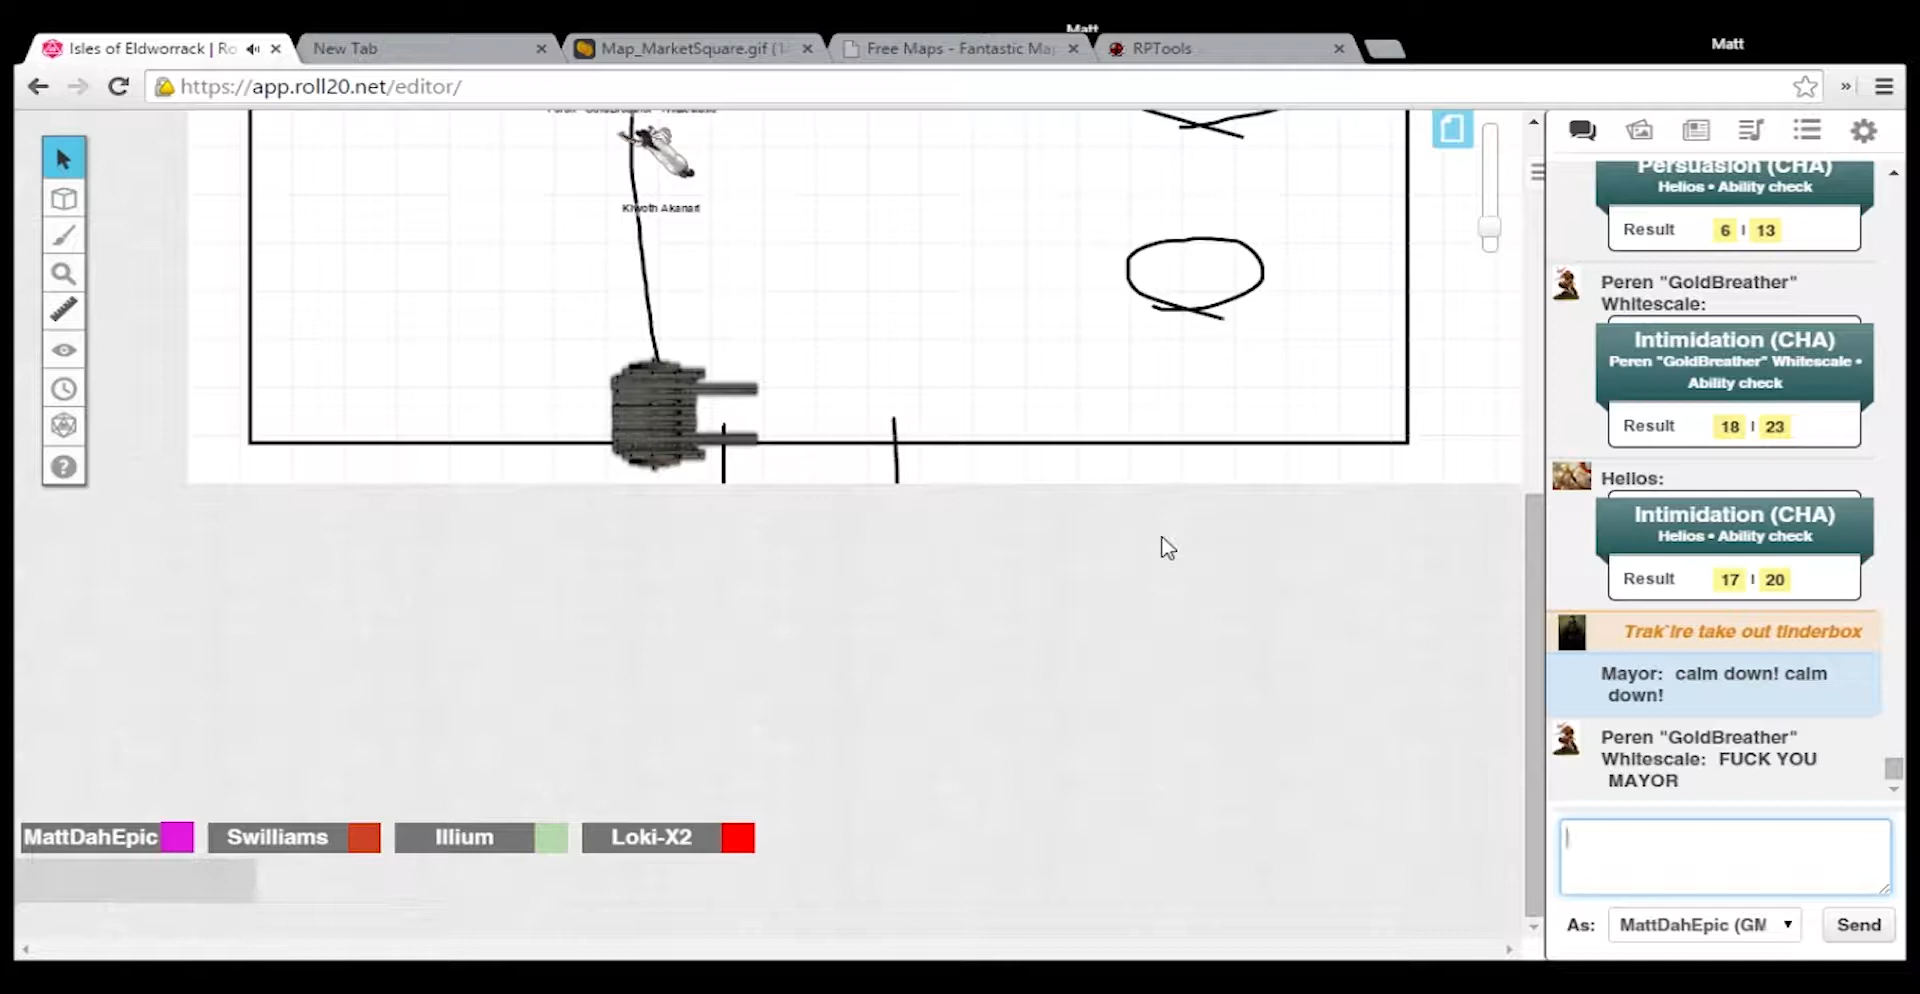 Matt
Matt
Isles of Eldworrack | Ro
New Tab
Map_MarketSquare.gif (1
Free Maps - Fantastic Ma
RPTools
https://app.roll20.net/editor/
»
Kiwoth Akanari
Persuasion (CHA)
Helios • Ability check
Result 6 | 13
Peren "GoldBreather"
Whitescale:
Intimidation (CHA)
Peren "GoldBreather" Whitescale •
Ability check
Result 18 | 23
Helios:
Intimidation (CHA)
Helios • Ability check
Result 17 | 20
Trak`ire take out tinderbox
Mayor: calm down! calm
down!
Peren "GoldBreather"
Whitescale: FUCK YOU
MAYOR
MattDahEpic
Swilliams
Illium
Loki-X2
As: MattDahEpic (GM
Send